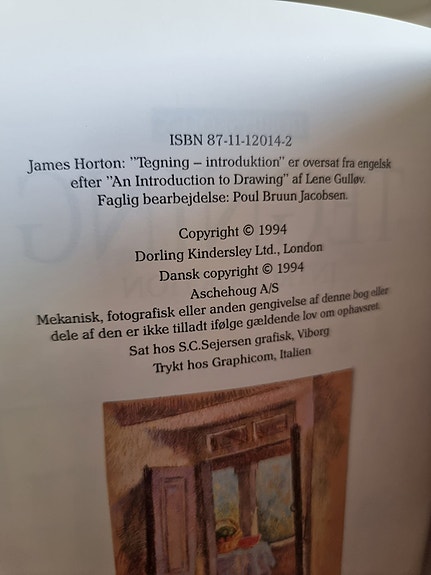 ISBN 87-11-12014-2
James Horton: "Tegning – introduktion" er oversat fra engelsk
efter "An Introduction to Drawing" af Lene Gulløv.
Faglig bearbejdelse: Poul Bruun Jacobsen.
Copyright © 1994
Dorling Kindersley Ltd., London
Dansk copyright © 1994
Aschehoug A/S
Mekanisk, fotografisk eller anden gengivelse af denne bog eller
dele af den er ikke tilladt ifølge gældende lov om ophavsret.
Sat hos S.C.Sejersen grafisk, Viborg
Trykt hos Graphicom, Italien